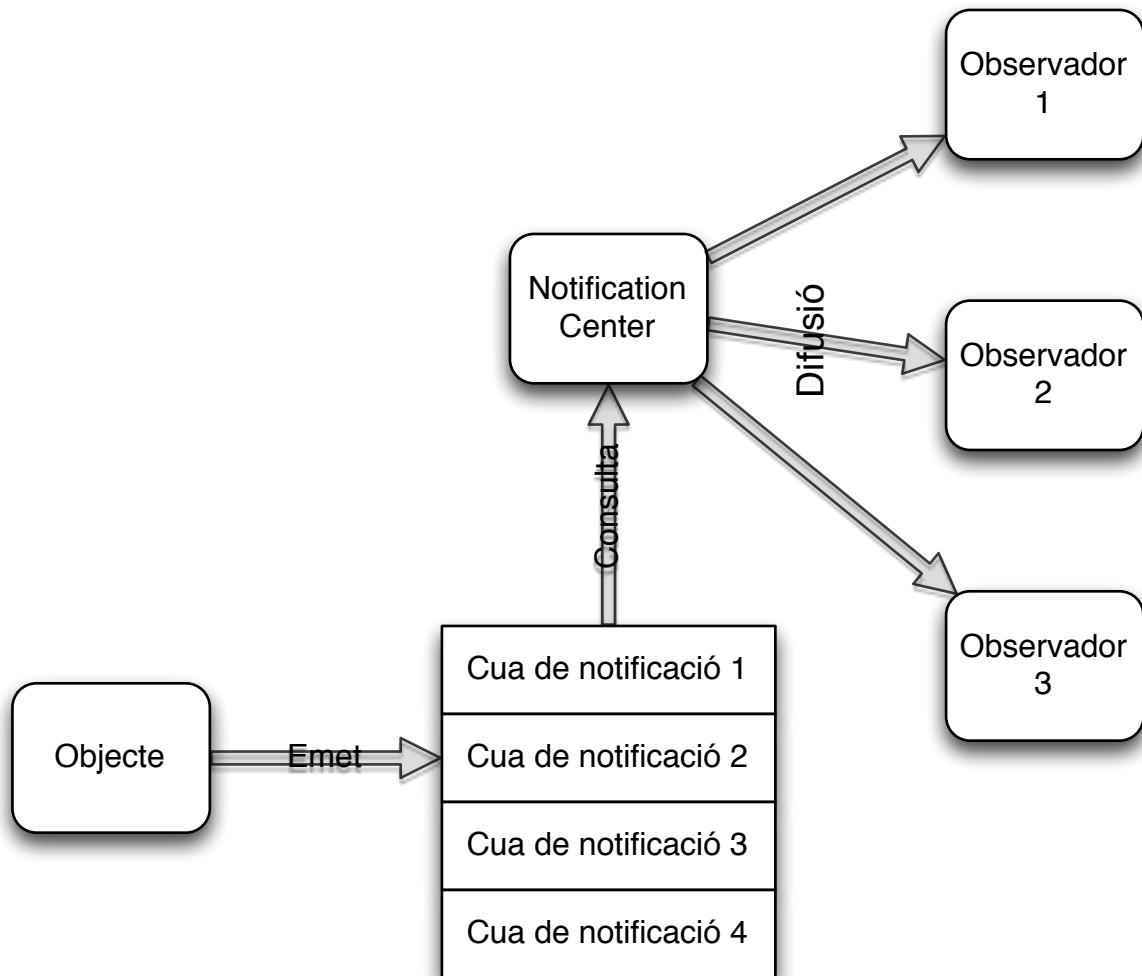 Observador
1
Notification
Center
Difusió
Observador
2
Consulta
Observador
3
Cua de notificació 1
Objecte
Emet
Cua de notificació 2
Cua de notificació 3
Cua de notificació 4